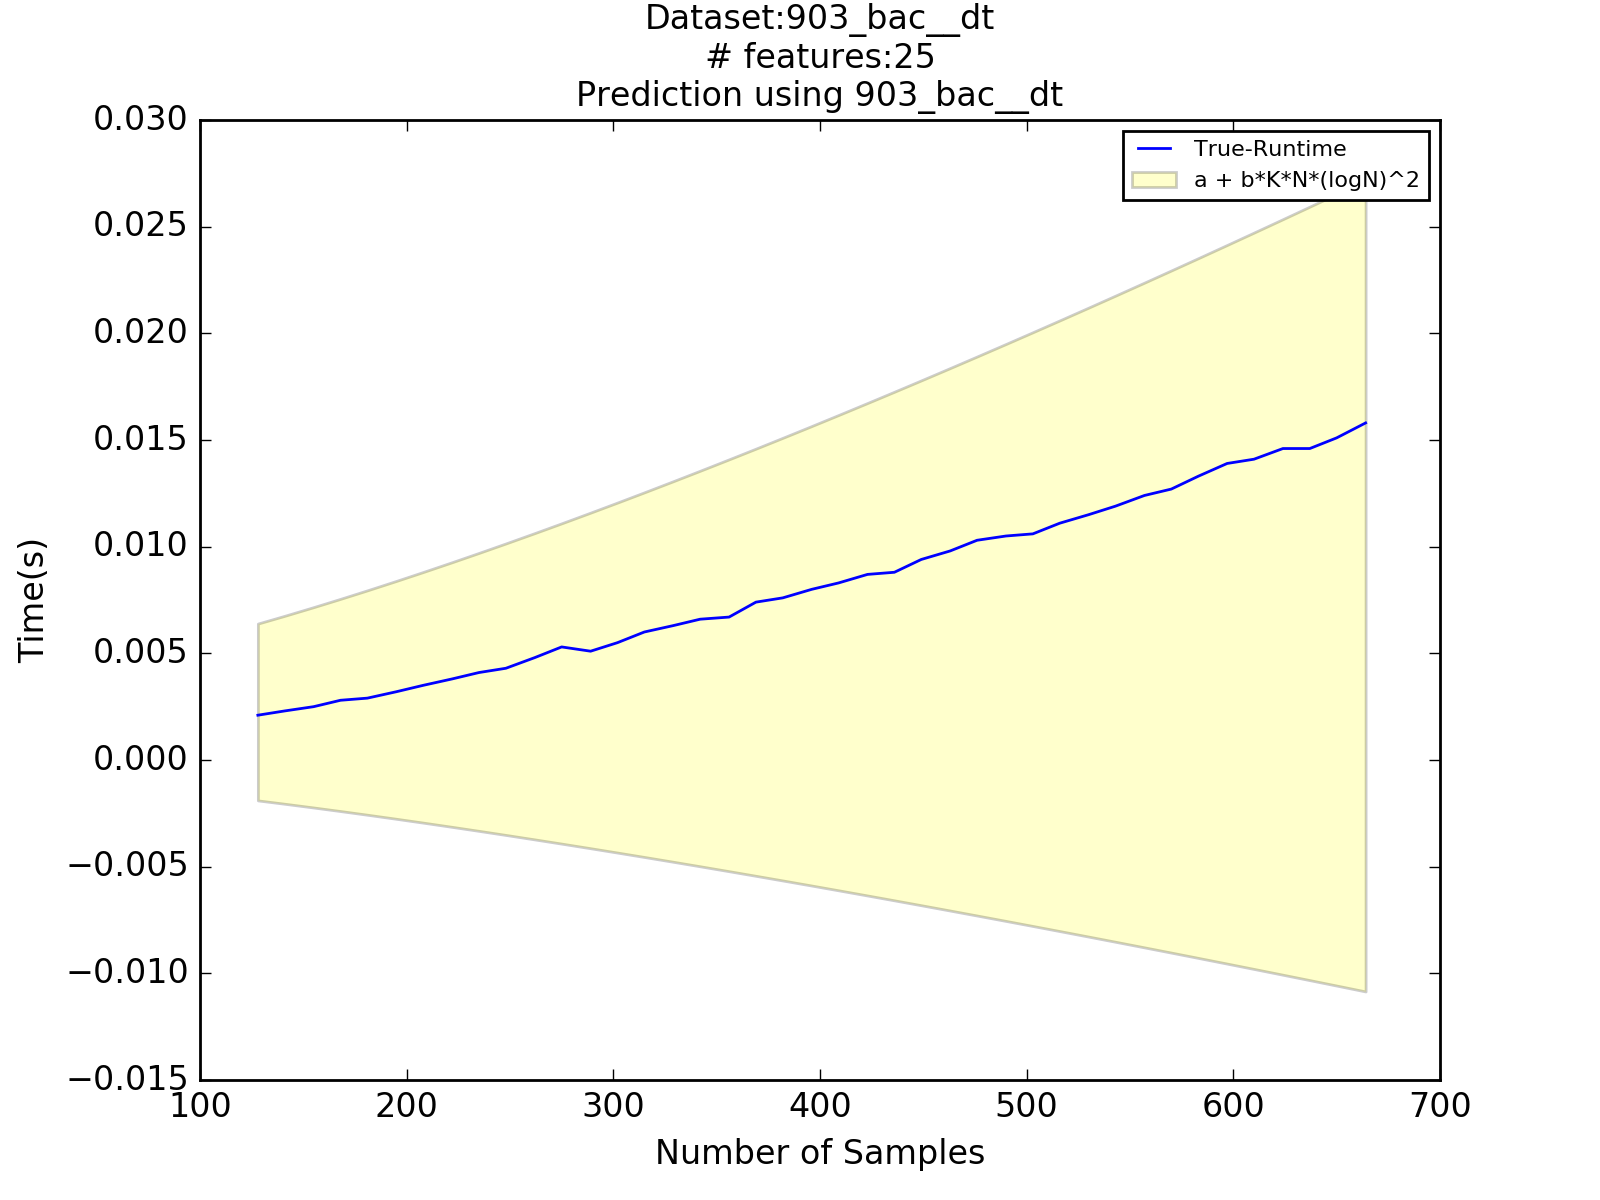 Dataset:903_bac__dt
# features:25
Prediction using 903_bac__dt
0.030
0.025
0.020
0.015
0.010
0.005
0.000
−0.005
−0.010
−0.015
True-Runtime
a + b*K*N*(logN)^2
Time(s)
100 200 300 400 500 600 700
Number of Samples